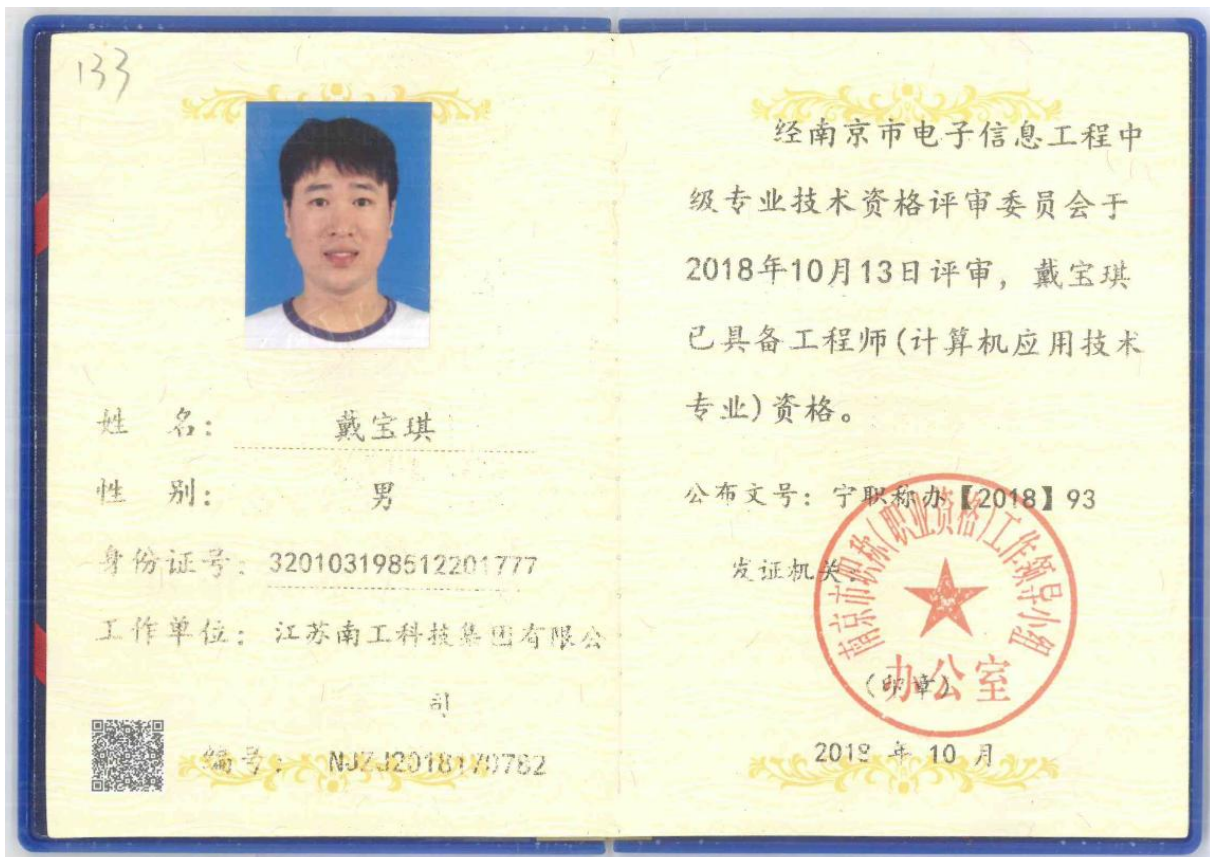 133
姓 名: 戴宝琪
性 别: 男
身份证号: 320103198512201777
工作单位: 江苏南工科技集团有限公
司
编号: NJZJ2018170762
经南京市电子信息工程中
级专业技术资格评审委员会于
2018年10月13日评审，戴宝琪
已具备工程师(计算机应用技术
专业)资格。
公布文号: 宁职称办【2018】93
发证机关:
南京市职称(职业资格)工作领导小组
办公室
(印章)
2018 年 10 月